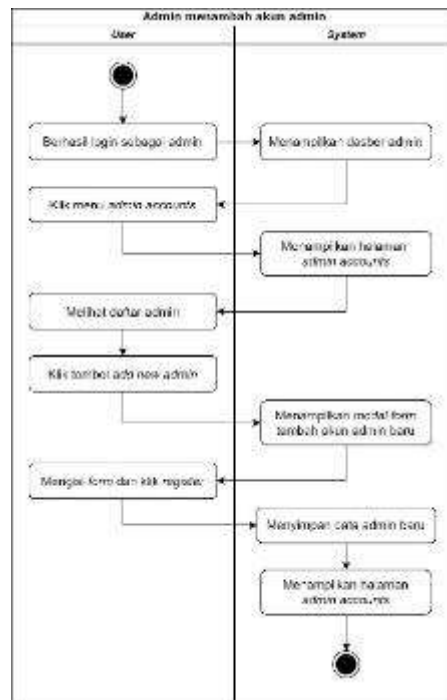 Admin menambah akun admin
User
System
Berhasil login sebagai admin
Menampilkan dasbor admin
Klik menu admin accounts
Menampilkan halaman
admin accounts
Melihat daftar admin
Klik tombol add new admin
Menampilkan modal form
tambah akun admin baru
Mengisi form dan klik register
Menyimpan data admin baru
Menampilkan halaman
admin accounts